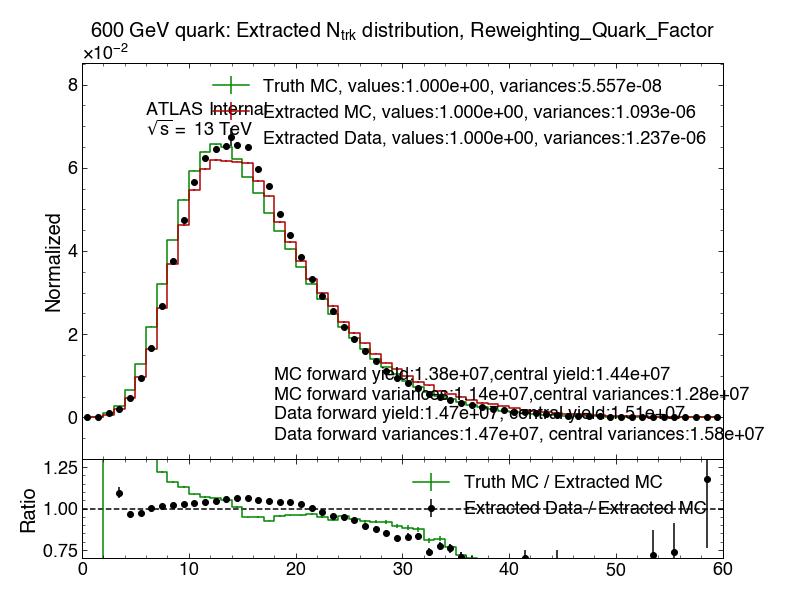 600 GeV quark: Extracted Ntrk distribution, Reweighting_Quark_Factor
×10−2
Truth MC, values:1.000e+00, variances:5.557e-08
ATLAS Internal
Extracted MC, values:1.000e+00, variances:1.093e-06
√s = 13 TeV
Extracted Data, values:1.000e+00, variances:1.237e-06
8
6
4
2
0
Normalized
MC forward yield:1.38e+07,central yield:1.44e+07
MC forward variances:1.14e+07,central variances:1.28e+07
Data forward yield:1.47e+07, central yield:1.51e+07
Data forward variances:1.47e+07, central variances:1.58e+07
1.25
1.00
0.75
Ratio
Truth MC / Extracted MC
Extracted Data / Extracted MC
0 10 20 30 40 50 60